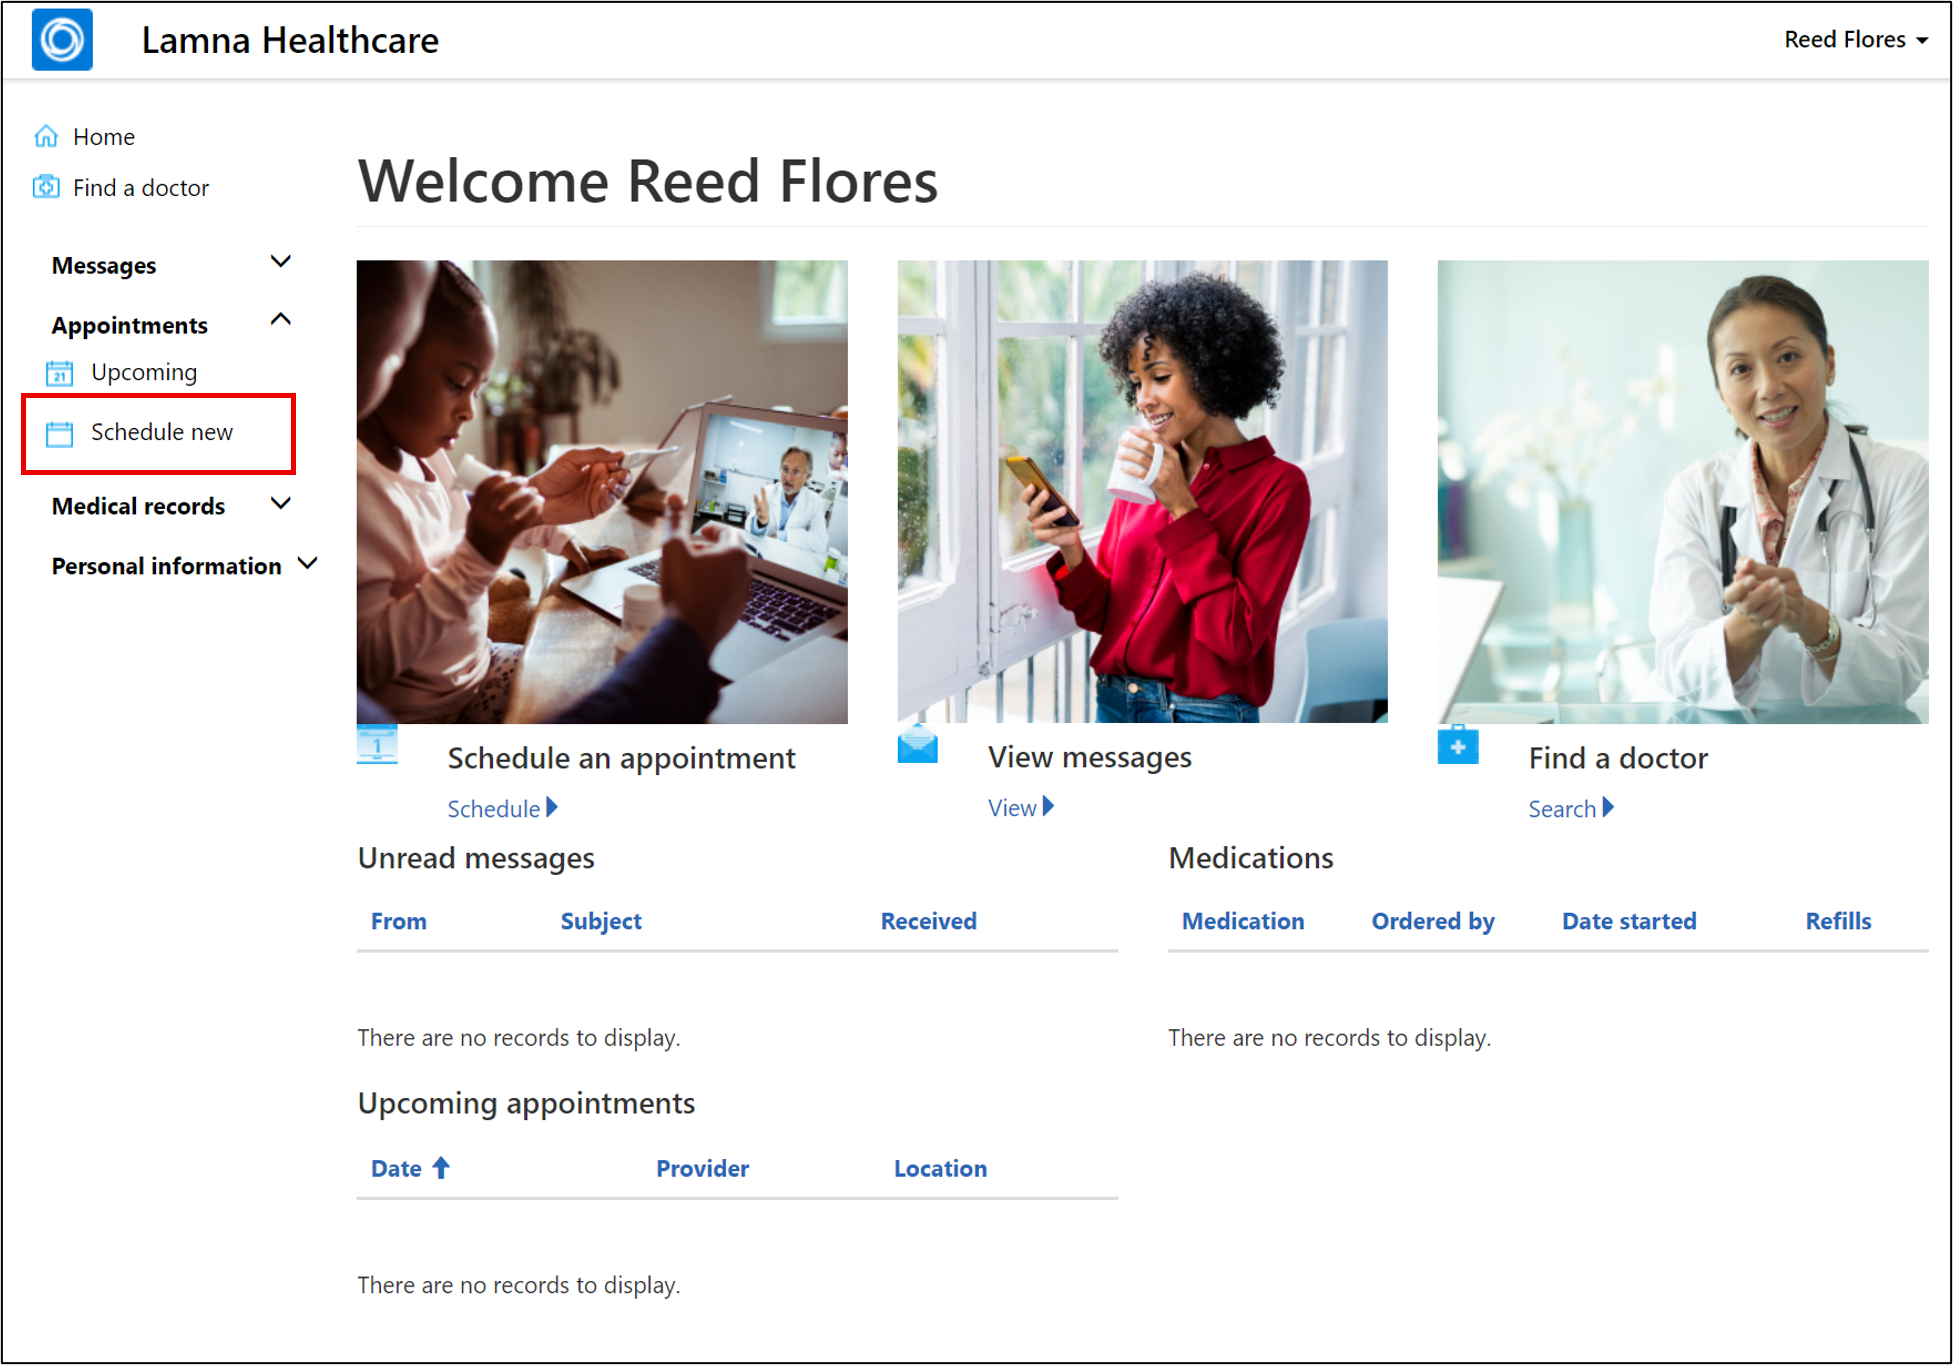 Lamna Healthcare
Reed Flores
Home
Find a doctor
Messages
Appointments
21
Upcoming
Schedule new
Medical records
Personal information
Welcome Reed Flores
1
Schedule an appointment
Schedule
View messages
View
Find a doctor
Search
Unread messages
From Subject Received
There are no records to display.
Medications
Medication Ordered by Date started Refills
There are no records to display.
Upcoming appointments
Date Provider Location
There are no records to display.